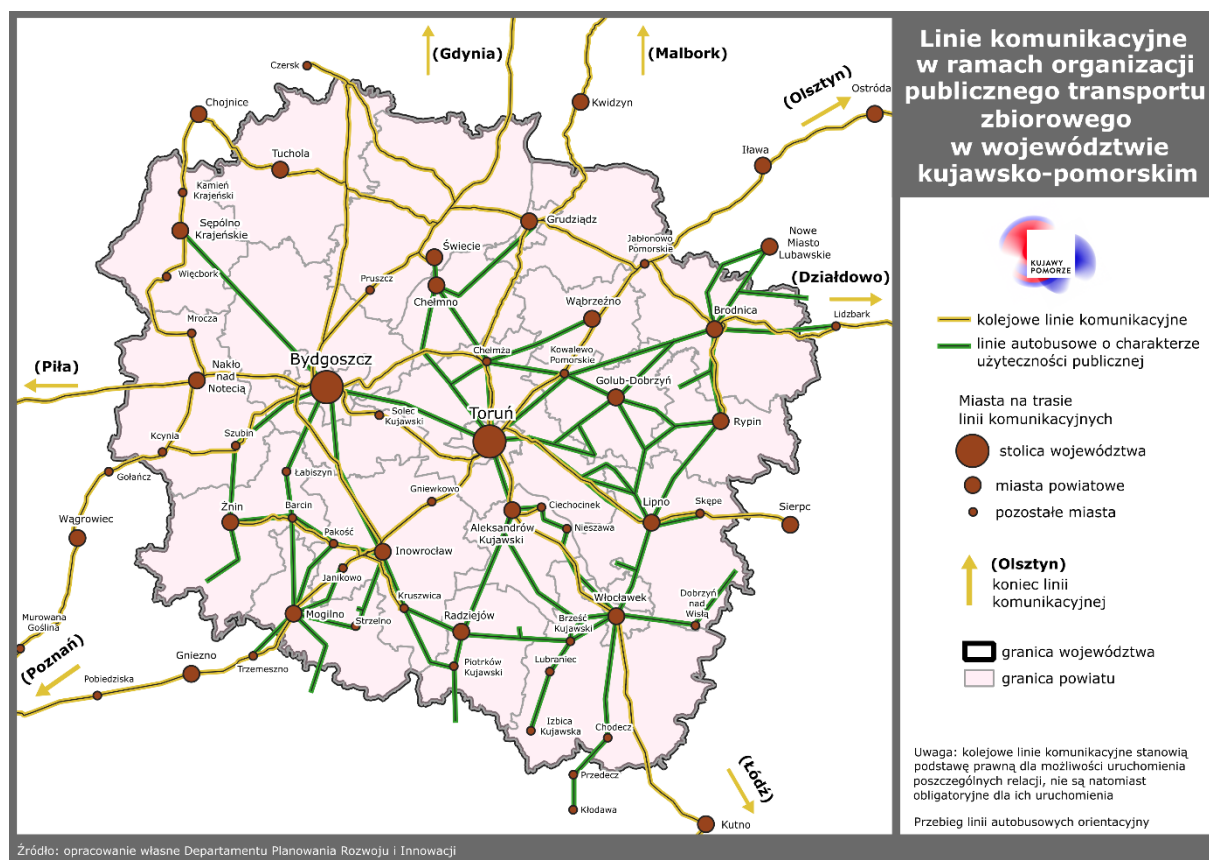 Linie komunikacyjne
w ramach organizacji
publicznego transportu
zbiorowego
w województwie
kujawsko-pomorskim
KUJAWY
POMORZE
kolejowe linie komunikacyjne
linie autobusowe o charakterze
użyteczności publicznej
Miasta na trasie
linii komunikacyjnych
stolica województwa
miasta powiatowe
pozostałe miasta
(Olsztyn)
koniec linii
komunikacyjnej
granica województwa
granica powiatu
Uwaga: kolejowe linie komunikacyjne stanowią
podstawę prawną dla możliwości uruchomienia
poszczególnych relacji, nie są natomiast
obligatoryjne dla ich uruchomienia
Przebieg linii autobusowych orientacyjny
(Gdynia)
(Malbork)
(Olsztyn)
Czersk
Ostróda
Chojnice
Kwidzyn
Tuchola
Iława
Kamień
Krajeński
Sępólno
Krajeńskie
Grudziądz
Nowe
Miasto
Lubawskie
Jabłonowo
Pomorskie
Świecie
Więcbork
Pruszcz
(Działdowo)
Chełmno
Wąbrzeźno
Brodnica
Lidzbark
Mrocza
Bydgoszcz
Chełmża
Kowalewo
Pomorskie
(Piła)
Nakło
nad
Notecią
Golub-Dobrzyń
Solec
Kujawski
Toruń
Rypin
Kcynia
Szubin
Gołańcz
Łabiszyn
Gniewkowo
Żnin
Barcin
Ciechocinek
Lipno
Skępe
Sierpc
Wągrowiec
Aleksandrów
Kujawski
Nieszawa
Pakość
Inowrocław
Janikowo
Kruszwica
Włocławek
Dobrzyń
nad
Wisłą
Murowana
Goślina
Mogilno
Strzelno
Radziejów
Brześć
Kujawski
(Poznań)
Gniezno
Trzemeszno
Piotrków
Kujawski
Lubraniec
Pobiedziska
Izbica
Kujawska
Chodecz
Przedecz
(Łódź)
Kłodawa
Kutno
Źródło: opracowanie własne Departamentu Planowania Rozwoju i Innowacji